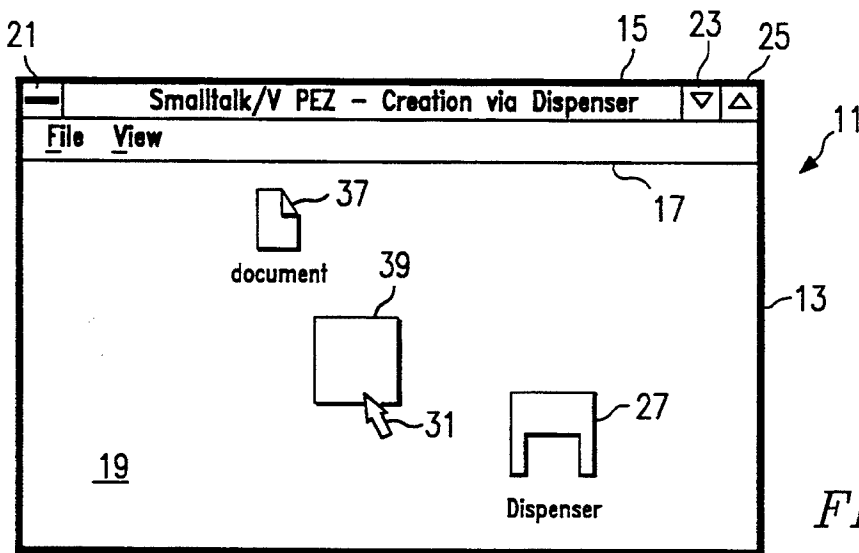 21 15 23 25
Smalltalk/V PEZ - Creation via Dispenser
File View
11
17
37
document
39
13
31
27
19
Dispenser